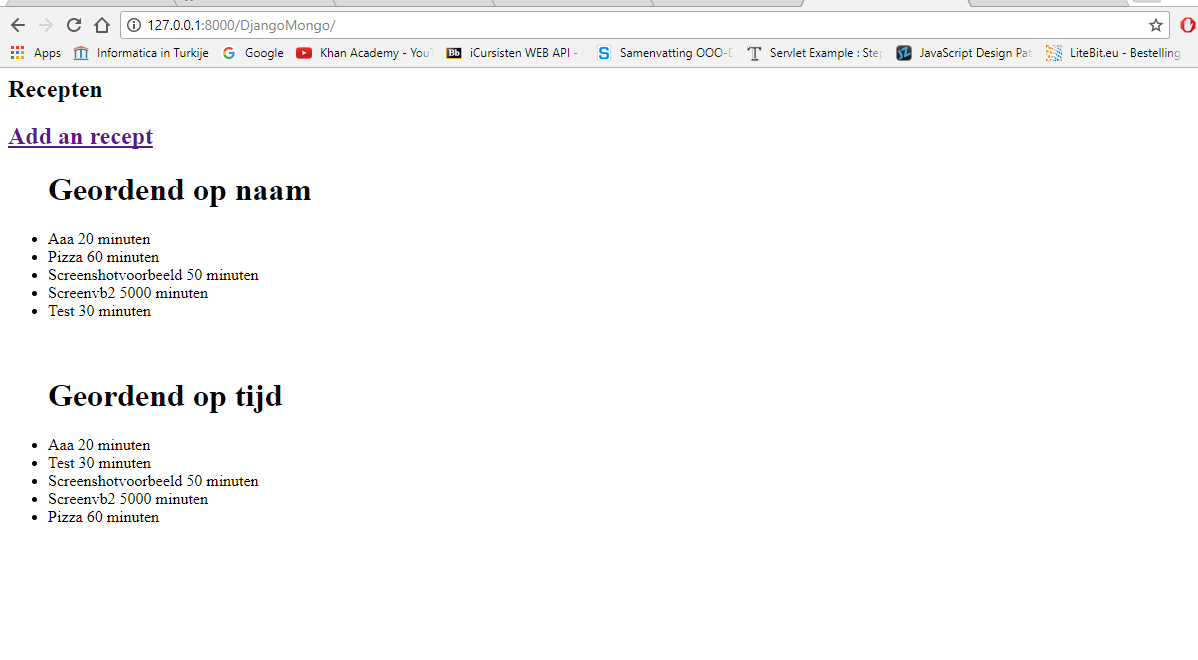 127.0.0.1:8000/DjangoMongo/
Apps Informatica in Turkije Google Khan Academy - You iCursisten WEB API - Samenvatting OOO- Servlet Example : Step JavaScript Design Pat LiteBit.eu - Bestelling
Recepten
Add an recept
Geordend op naam
Aaa 20 minuten
Pizza 60 minuten
Screenshotvoorbeeld 50 minuten
Screenvb2 5000 minuten
Test 30 minuten
Geordend op tijd
Aaa 20 minuten
Test 30 minuten
Screenshotvoorbeeld 50 minuten
Screenvb2 5000 minuten
Pizza 60 minuten